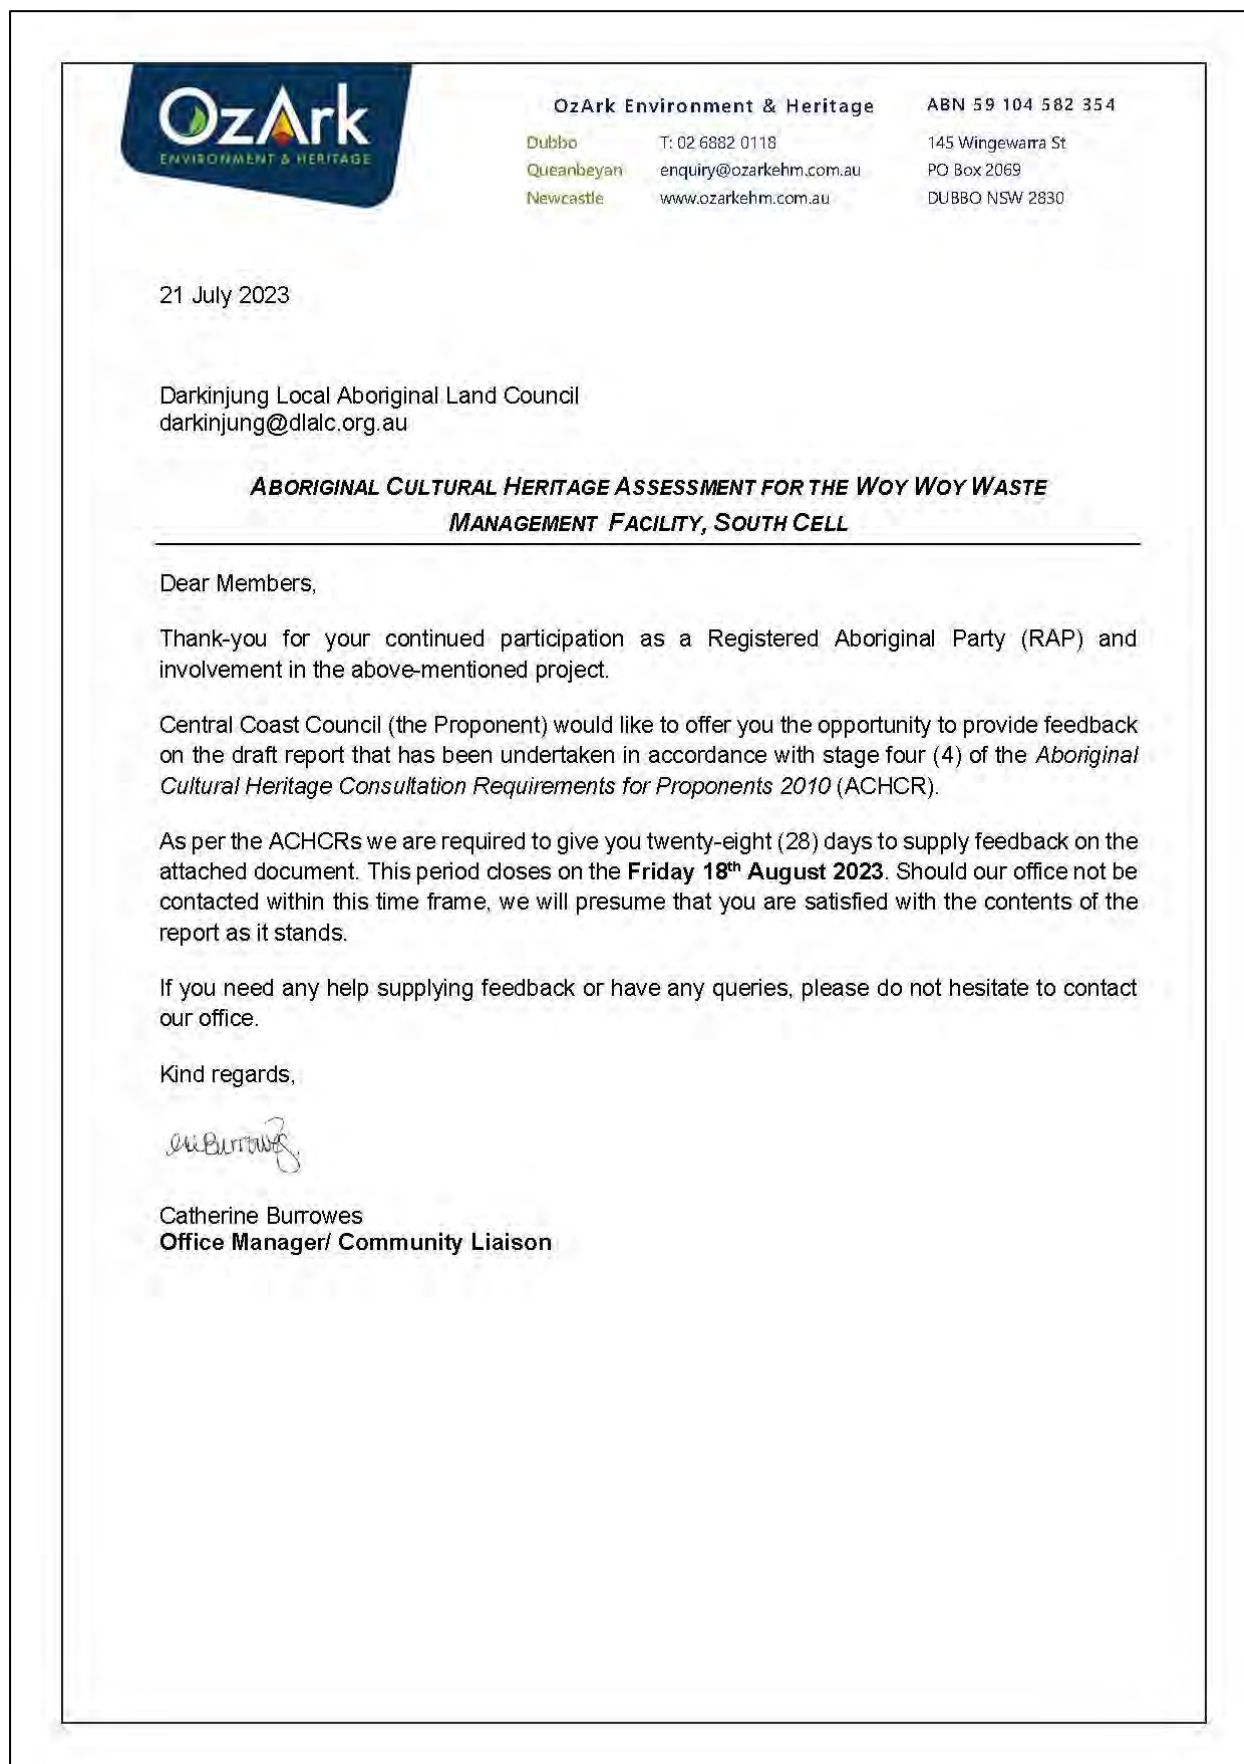 OzArk
ENVIRONMENT & HERITAGE
OzArk Environment & Heritage ABN 59 104 582 354
Dubbo T: 02 6882 0118 145 Wingewarra St
Queanbeyan enquiry@ozarkehm.com.au PO Box 2069
Newcastle www.ozarkehm.com.au DUBBO NSW 2830
21 July 2023
Darkinjung Local Aboriginal Land Council
darkinjung@dlalc.org.au
ABORIGINAL CULTURAL HERITAGE ASSESSMENT FOR THE WOY WOY WASTE
MANAGEMENT FACILITY, SOUTH CELL
Dear Members,
Thank-you for your continued participation as a Registered Aboriginal Party (RAP) and
involvement in the above-mentioned project.
Central Coast Council (the Proponent) would like to offer you the opportunity to provide feedback
on the draft report that has been undertaken in accordance with stage four (4) of the Aboriginal
Cultural Heritage Consultation Requirements for Proponents 2010 (ACHCR).
As per the ACHCRs we are required to give you twenty-eight (28) days to supply feedback on the
attached document. This period closes on the Friday 18th August 2023. Should our office not be
contacted within this time frame, we will presume that you are satisfied with the contents of the
report as it stands.
If you need any help supplying feedback or have any queries, please do not hesitate to contact
our office.
Kind regards,
Catherine Burrowes
Office Manager/ Community Liaison